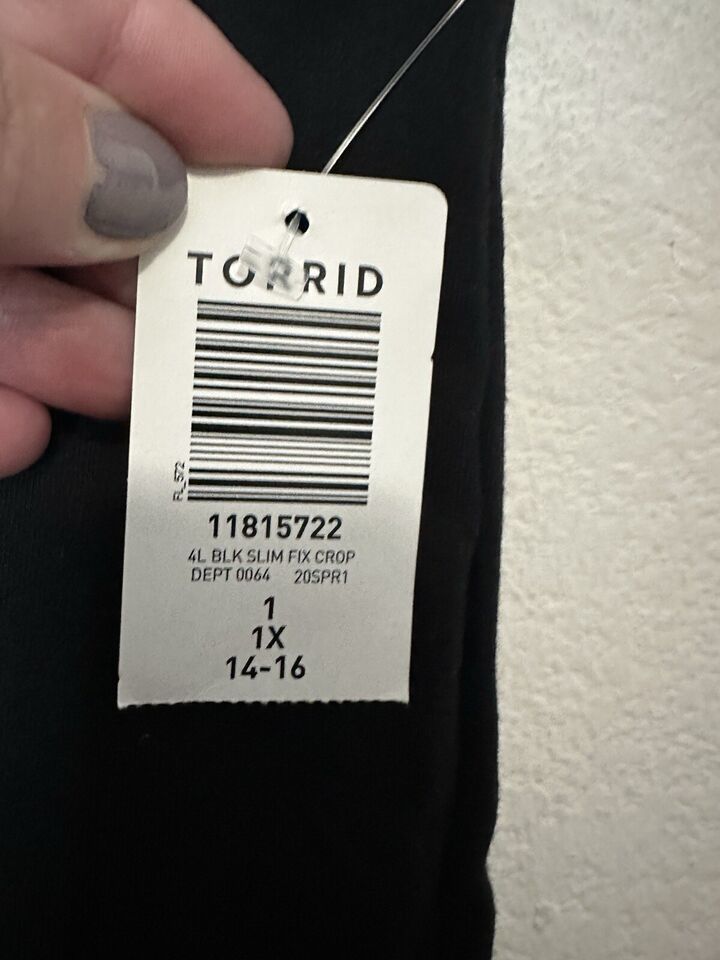 TORRID
FL_572
11815722
4L BLK SLIM FIX CROP
DEPT 0064 20SPR1
1
1X
14-16